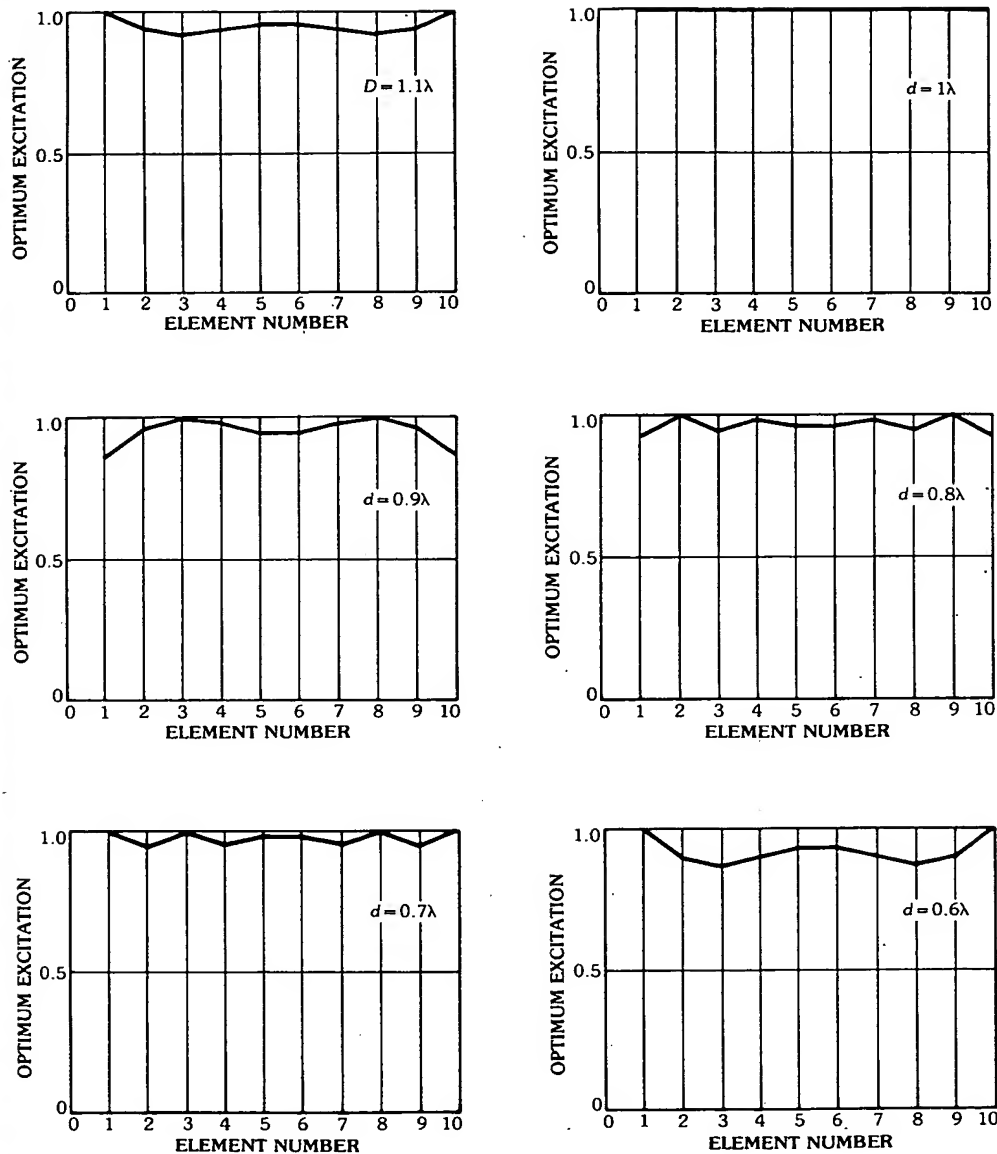 OPTIMUM EXCITATION
1.0
0.5
0
D = 1.1λ
0 1 2 3 4 5 6 7 8 9 10
ELEMENT NUMBER
OPTIMUM EXCITATION
1.0
0.5
0
d = 1λ
0 1 2 3 4 5 6 7 8 9 10
ELEMENT NUMBER
OPTIMUM EXCITATION
1.0
0.5
0
d = 0.9λ
0 1 2 3 4 5 6 7 8 9 10
ELEMENT NUMBER
OPTIMUM EXCITATION
1.0
0.5
0
d = 0.8λ
0 1 2 3 4 5 6 7 8 9 10
ELEMENT NUMBER
OPTIMUM EXCITATION
1.0
0.5
0
d = 0.7λ
0 1 2 3 4 5 6 7 8 9 10
ELEMENT NUMBER
OPTIMUM EXCITATION
1.0
0.5
0
d = 0.6λ
0 1 2 3 4 5 6 7 8 9 10
ELEMENT NUMBER